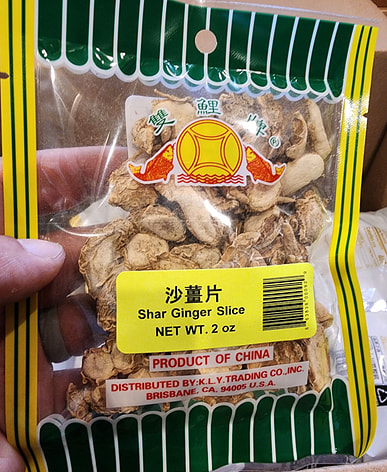 雙鯉牌®
沙薑片
Shar Ginger Slice
NET WT. 2 oz
PRODUCT OF CHINA
DISTRIBUTED BY:K.L.Y.TRADING CO.,INC.
BRISBANE, CA. 94005 U.S.A.